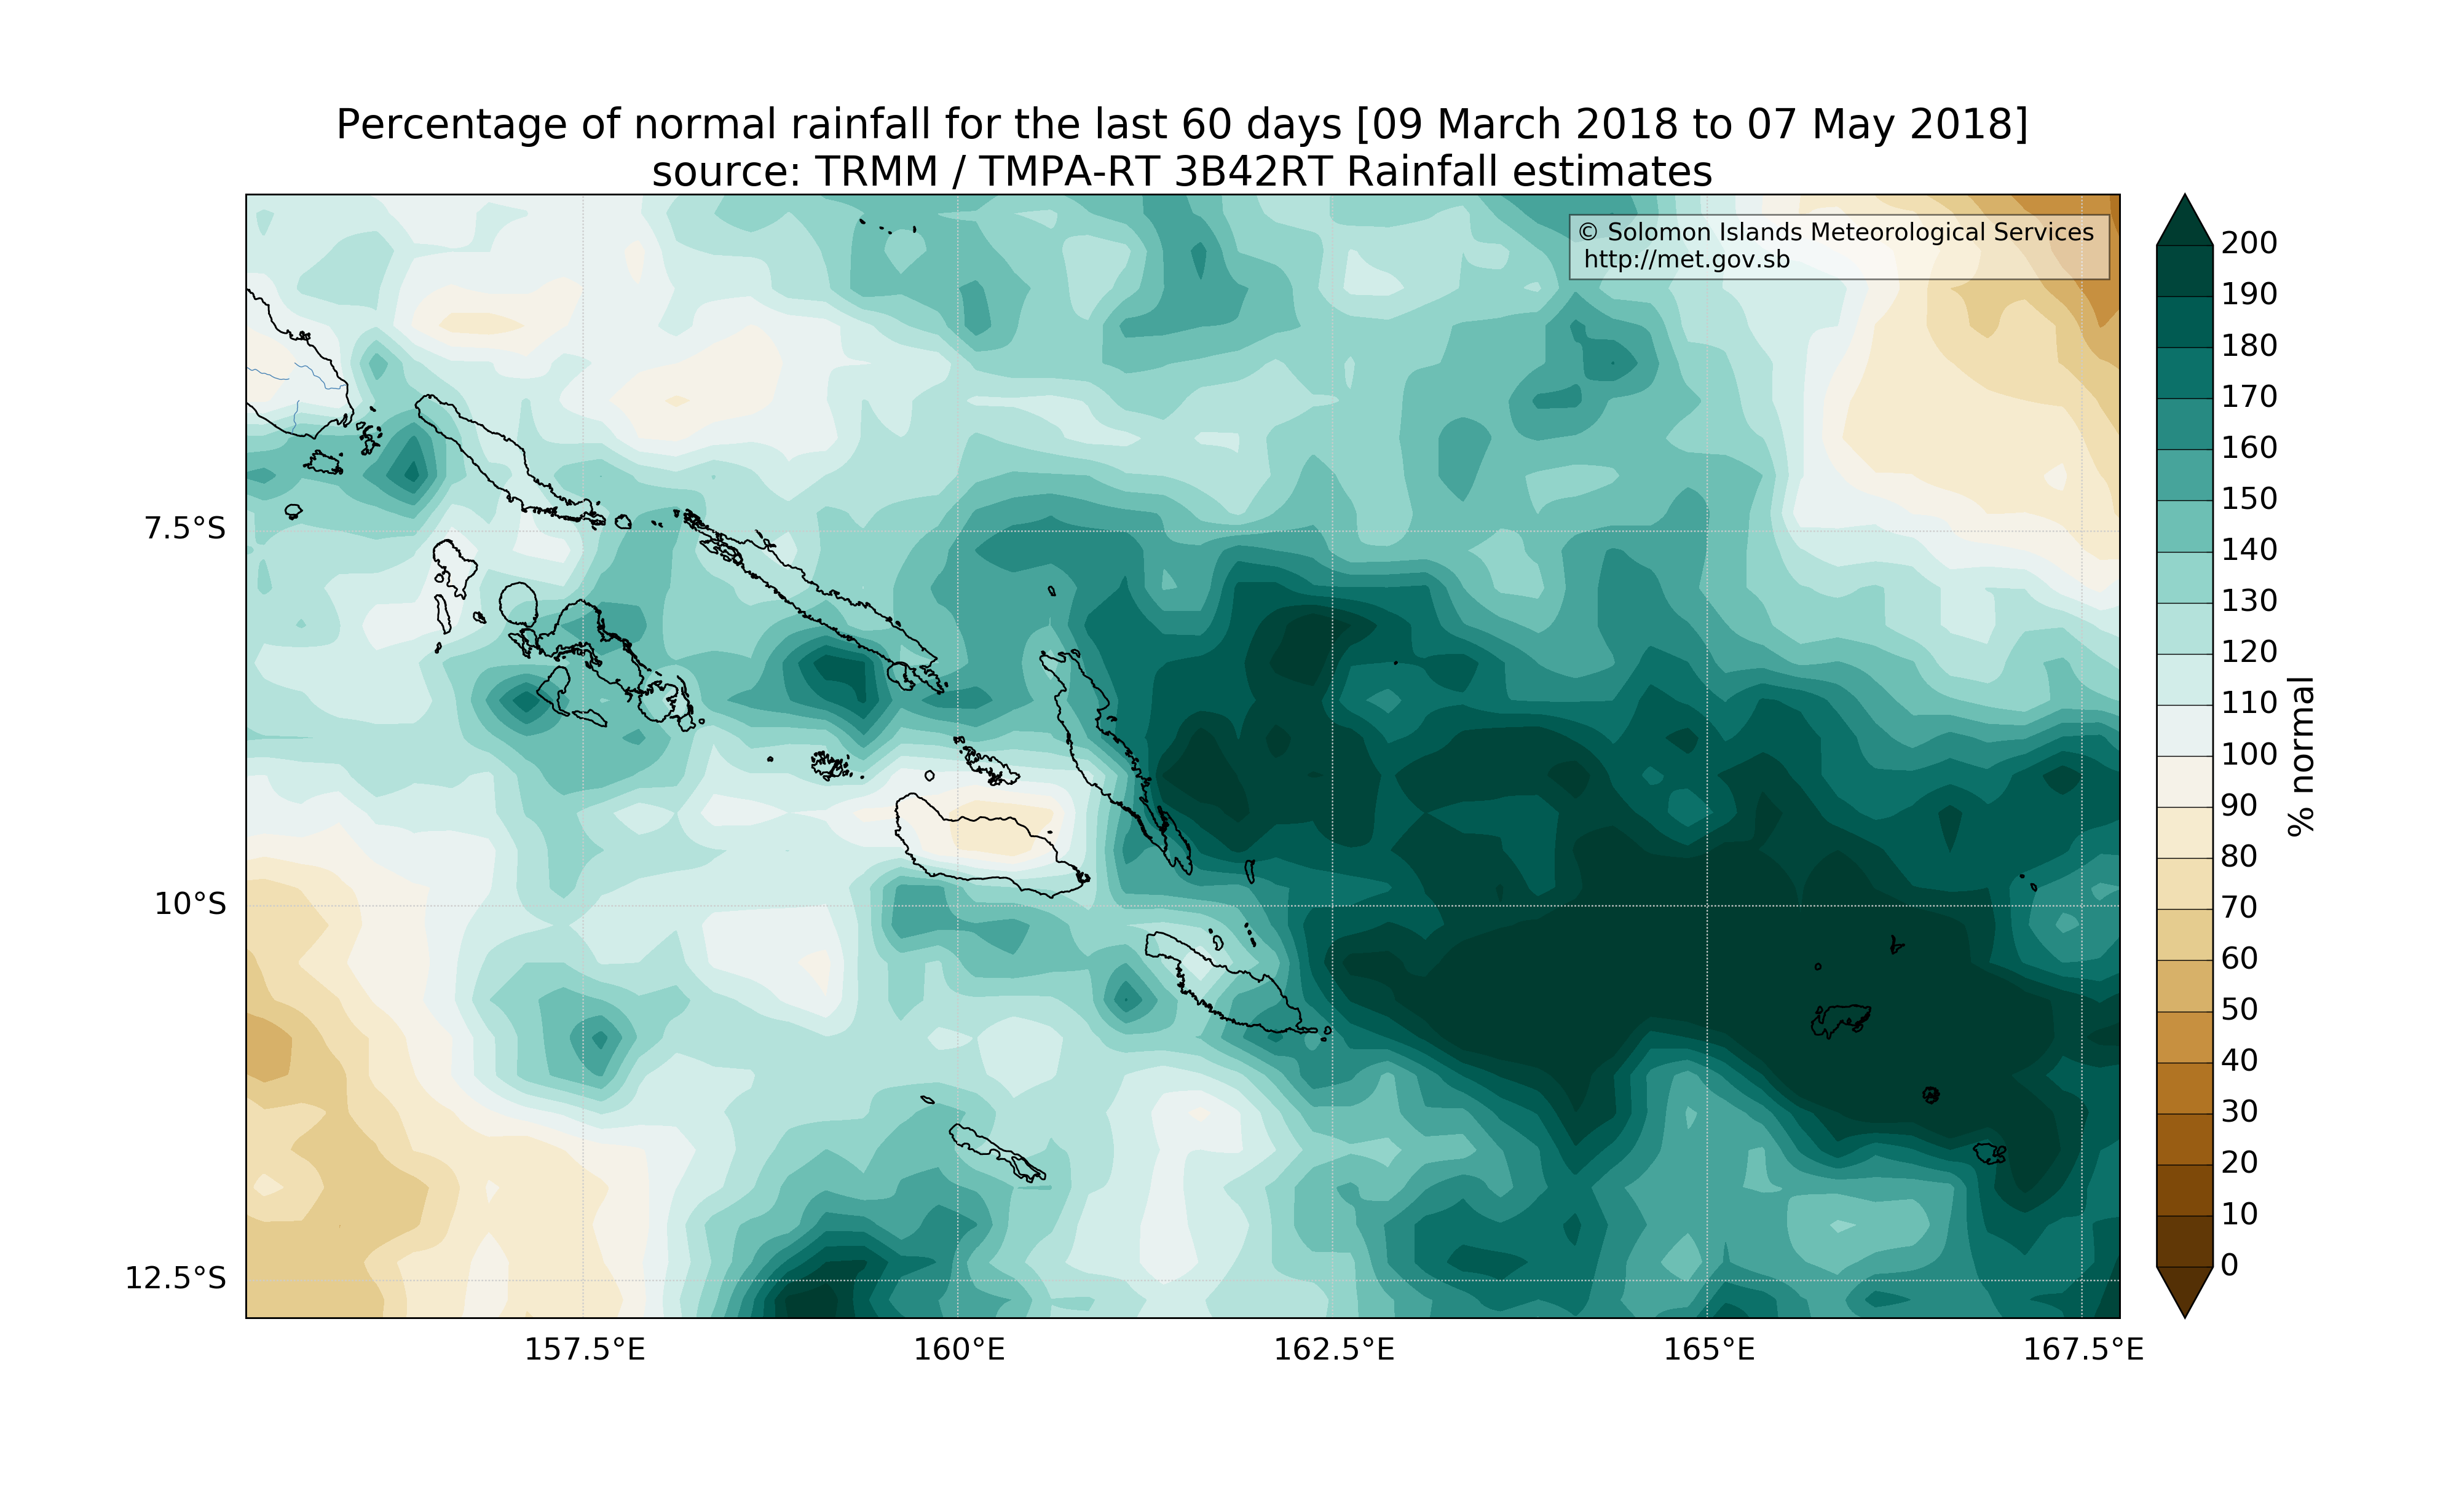 Percentage of normal rainfall for the last 60 days [09 March 2018 to 07 May 2018]
source: TRMM / TMPA-RT 3B42RT Rainfall estimates
© Solomon Islands Meteorological Services
http://met.gov.sb
7.5°S
10°S
12.5°S
157.5°E
160°E
162.5°E
165°E
167.5°E
200
190
180
170
160
150
140
130
120
110
100
90
80
70
60
50
40
30
20
10
0
% normal